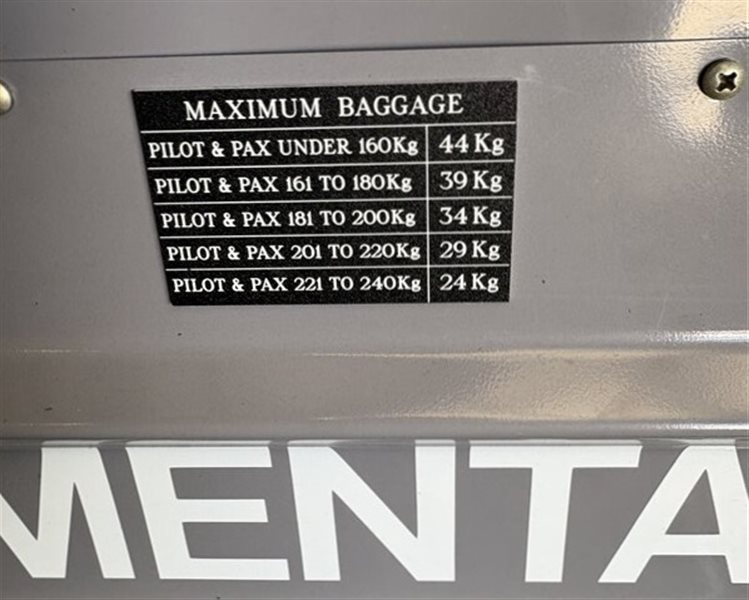 MAXIMUM BAGGAGE
PILOT & PAX UNDER 160Kg 44 Kg
PILOT & PAX 161 TO 180Kg 39 Kg
PILOT & PAX 181 TO 200Kg 34 Kg
PILOT & PAX 201 TO 220Kg 29 Kg
PILOT & PAX 221 TO 240Kg 24 Kg
MENTA